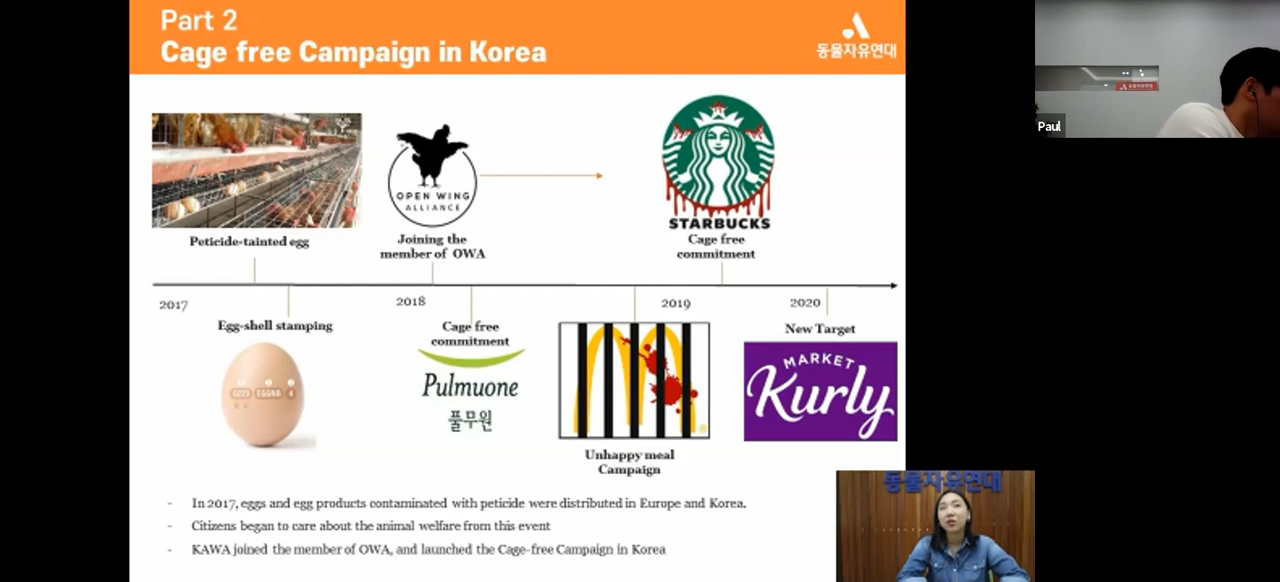 Part 2
Cage free Campaign in Korea
동물자유연대
Paul
OPEN WING
ALLIANCE
STARBUCKS
Peticide-tainted egg
Joining the
member of OWA
Cage free
commitment
2017
2018
2019
2020
Egg-shell stamping
Cage free
commitment
New Target
Pulmuone
풀무원
0223 EGGNB 4
MARKET
Kurly
Unhappy meal
Campaign
동물자유연대
- In 2017, eggs and egg products contaminated with peticide were distributed in Europe and Korea.
- Citizens began to care about the animal welfare from this event
- KAWA joined the member of OWA, and launched the Cage-free Campaign in Korea